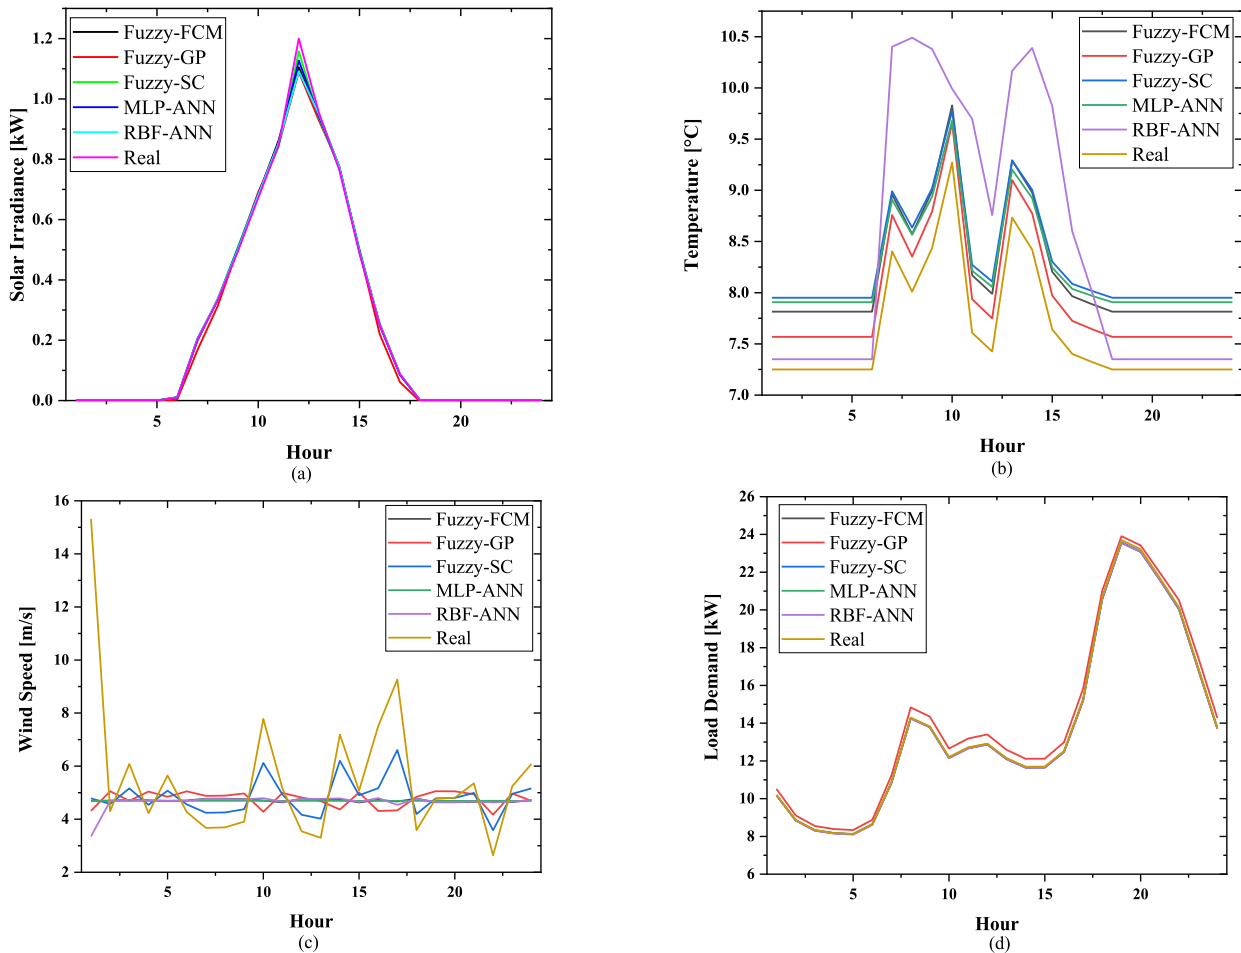 Fuzzy-FCM
Fuzzy-GP
Fuzzy-SC
MLP-ANN
RBF-ANN
Real
Solar Irradiance [kW]
1.2
1.0
0.8
0.6
0.4
0.2
0.0
5
10
15
20
Hour
(a)
Fuzzy-FCM
Fuzzy-GP
Fuzzy-SC
MLP-ANN
RBF-ANN
Real
Temperature [°C]
10.5
10.0
9.5
9.0
8.5
8.0
7.5
7.0
5
10
15
20
Hour
(b)
Fuzzy-FCM
Fuzzy-GP
Fuzzy-SC
MLP-ANN
RBF-ANN
Real
Wind Speed [m/s]
16
14
12
10
8
6
4
2
5
10
15
20
Hour
(c)
Fuzzy-FCM
Fuzzy-GP
Fuzzy-SC
MLP-ANN
RBF-ANN
Real
Load Demand [kW]
26
24
22
20
18
16
14
12
10
8
6
5
10
15
20
Hour
(d)